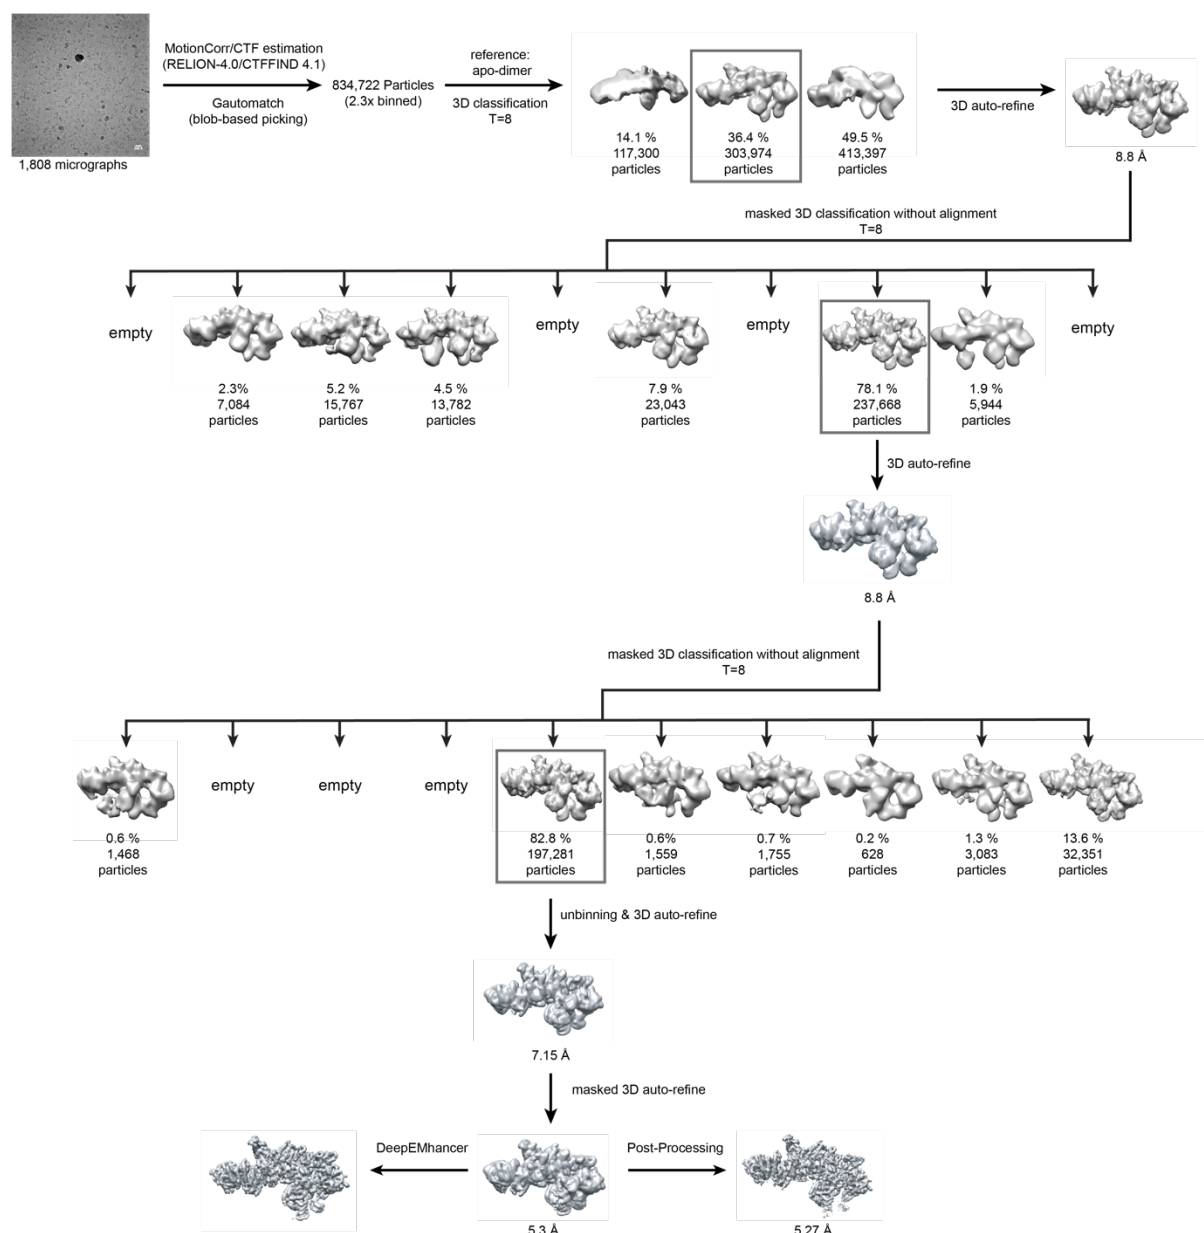 MotionCorr/CTF estimation
(RELION-4.0/CTFFIND 4.1)
Gautomatch
(blob-based picking)
1,808 micrographs
834,722 Particles
(2.3x binned)
reference:
apo-dimer
3D classification
T=8
14.1 %
117,300
particles
36.4 %
303,974
particles
49.5 %
413,397
particles
3D auto-refine
8.8 Å
masked 3D classification without alignment
T=8
empty
2.3%
7,084
particles
5.2 %
15,767
particles
4.5 %
13,782
particles
empty
7.9 %
23,043
particles
empty
78.1 %
237,668
particles
1.9 %
5,944
particles
empty
3D auto-refine
8.8 Å
masked 3D classification without alignment
T=8
0.6 %
1,468
particles
empty
empty
empty
82.8 %
197,281
particles
0.6%
1,559
particles
0.7 %
1,755
particles
0.2 %
628
particles
1.3 %
3,083
particles
13.6 %
32,351
particles
unbinning & 3D auto-refine
7.15 Å
masked 3D auto-refine
DeepEMhancer
Post-Processing
5.3 Å
5.27 Å